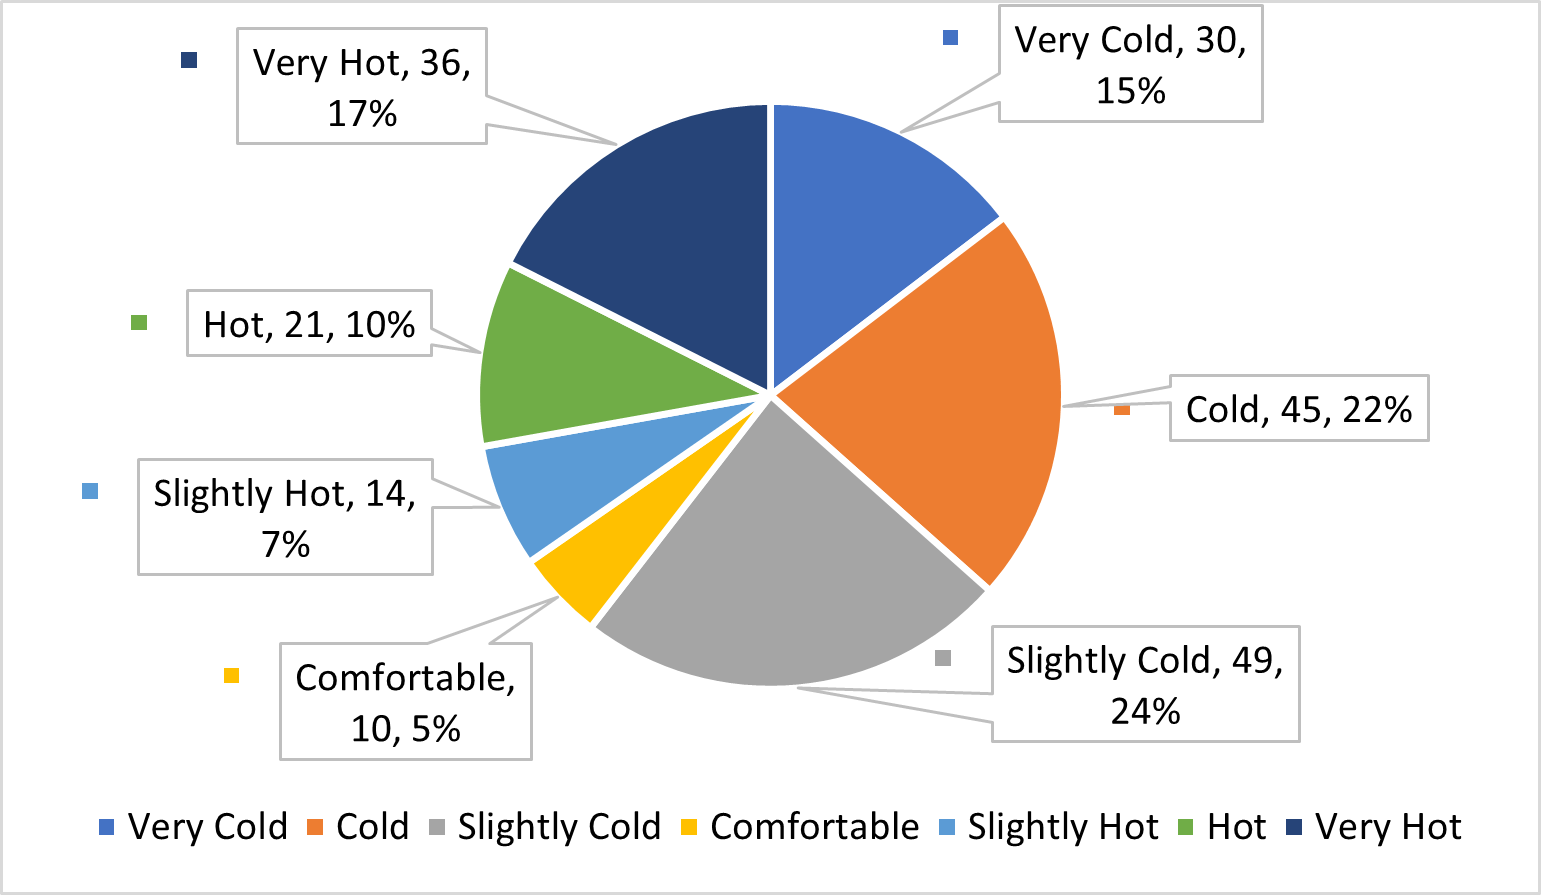 Very Hot, 36,
17%
Very Cold, 30,
15%
Hot, 21, 10%
Cold, 45, 22%
Slightly Hot, 14,
7%
Slightly Cold, 49,
24%
Comfortable,
10, 5%
Very Cold Cold Slightly Cold Comfortable Slightly Hot Hot Very Hot